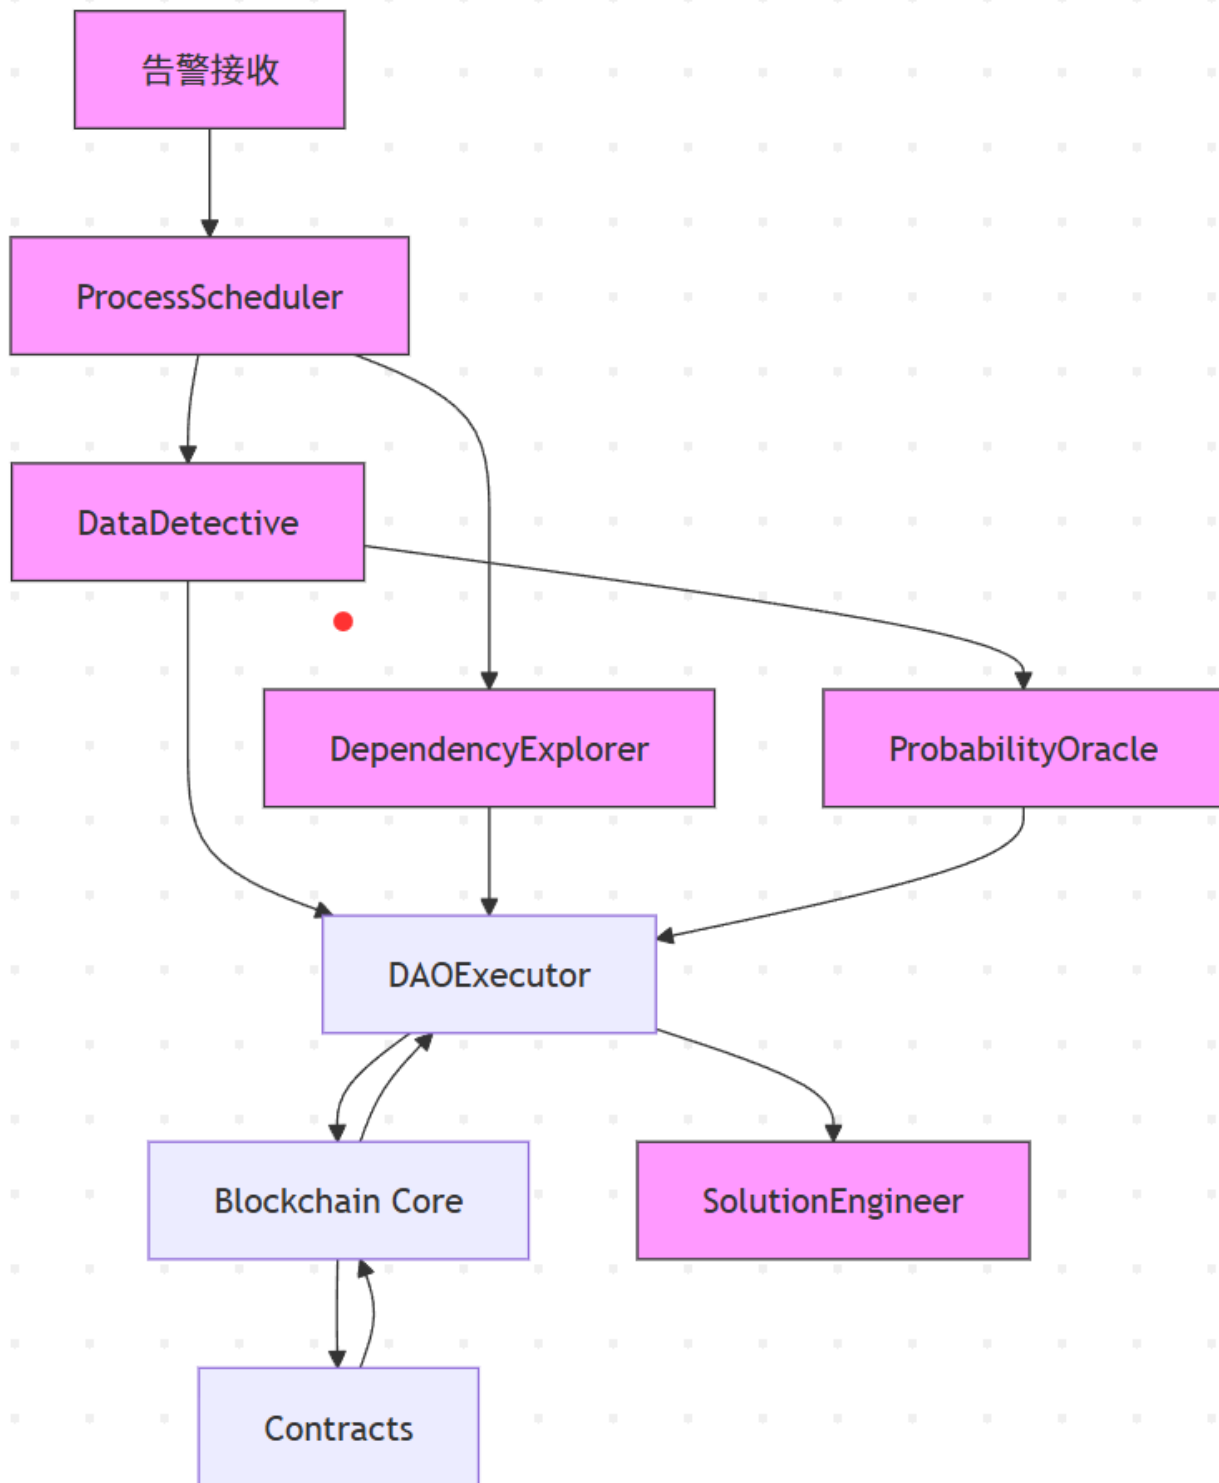 告警接收
ProcessScheduler
DataDetective
DependencyExplorer
ProbabilityOracle
DAOExecutor
Blockchain Core
SolutionEngineer
Contracts